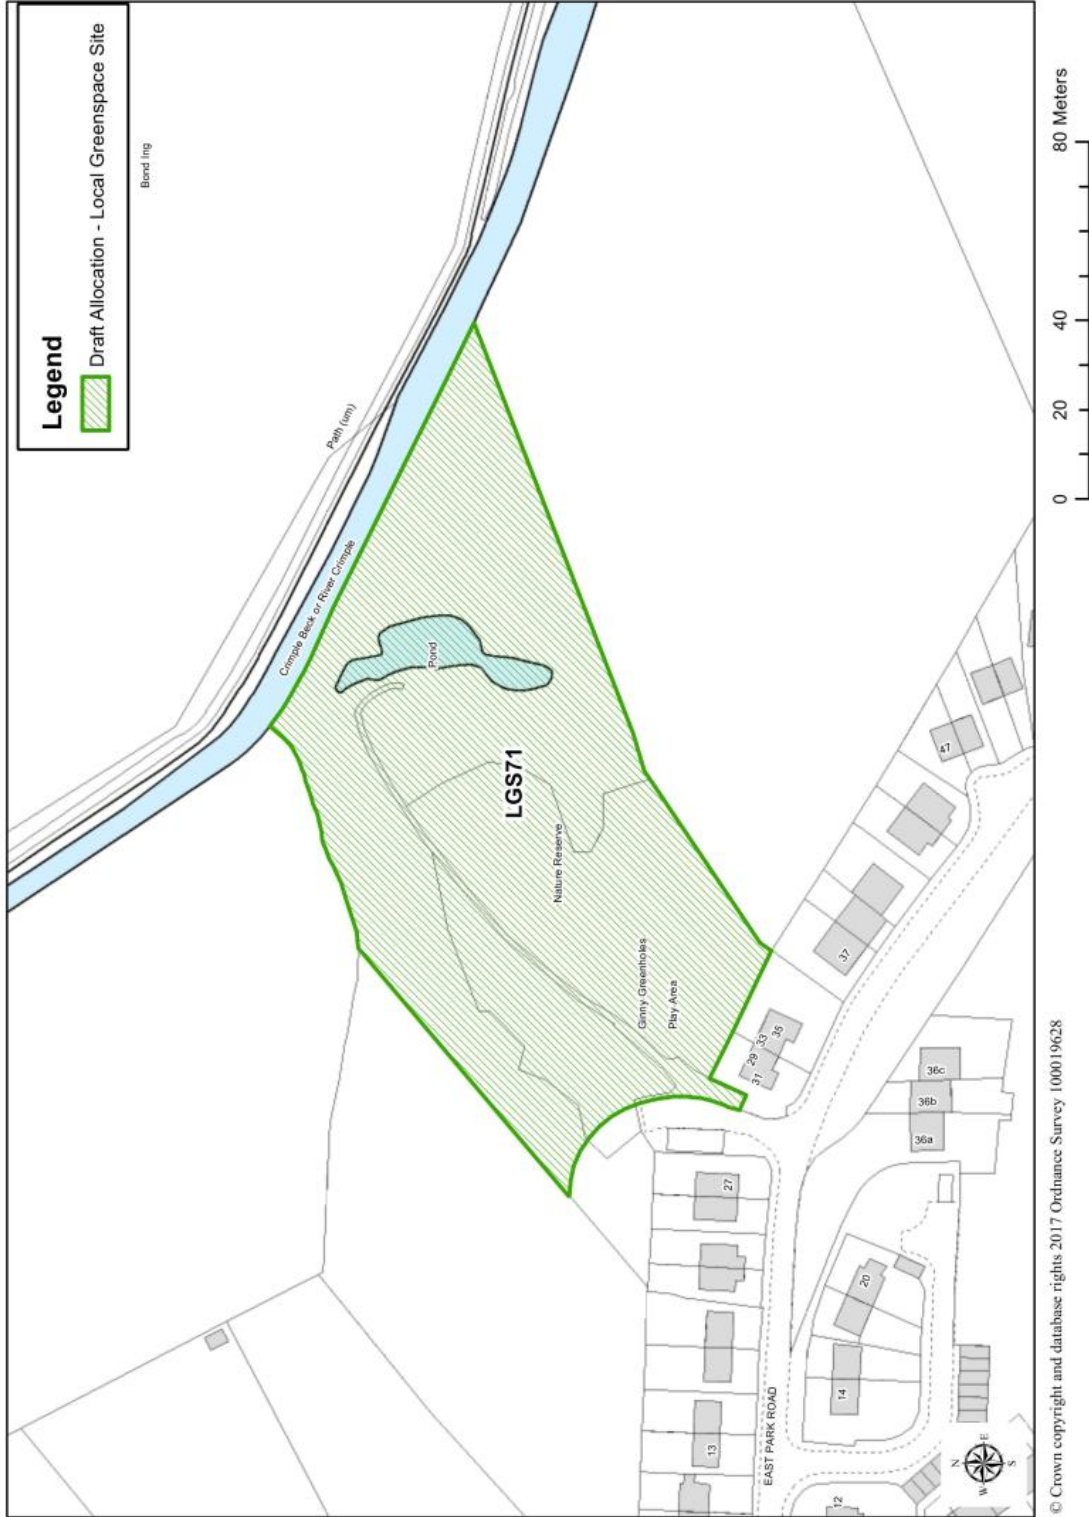 Legend
Draft Allocation - Local Greenspace Site
Bond Ing
Path (um)
Crimple Beck or River Crimple
Pond
LGS71
Nature Reserve
Ginny Greenholes
Play Area
47
37
35
33
29
31
36c
36b
36a
27
20
14
13
12
EAST PARK ROAD
N
E
S
W
0 20 40 80 Meters
© Crown copyright and database rights 2017 Ordnance Survey 100019628